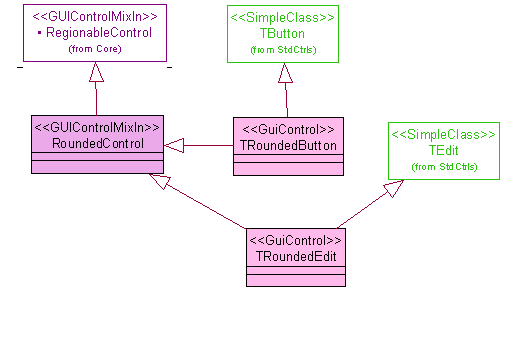 <<GUIControlMixIn>>
• RegionableControl
(from Core)
<<SimpleClass>>
TButton
(from StdCtrls)
<<GUIControlMixIn>>
RoundedControl
<<GuiControl>>
TRoundedButton
<<SimpleClass>>
TEdit
(from StdCtrls)
<<GuiControl>>
TRoundedEdit